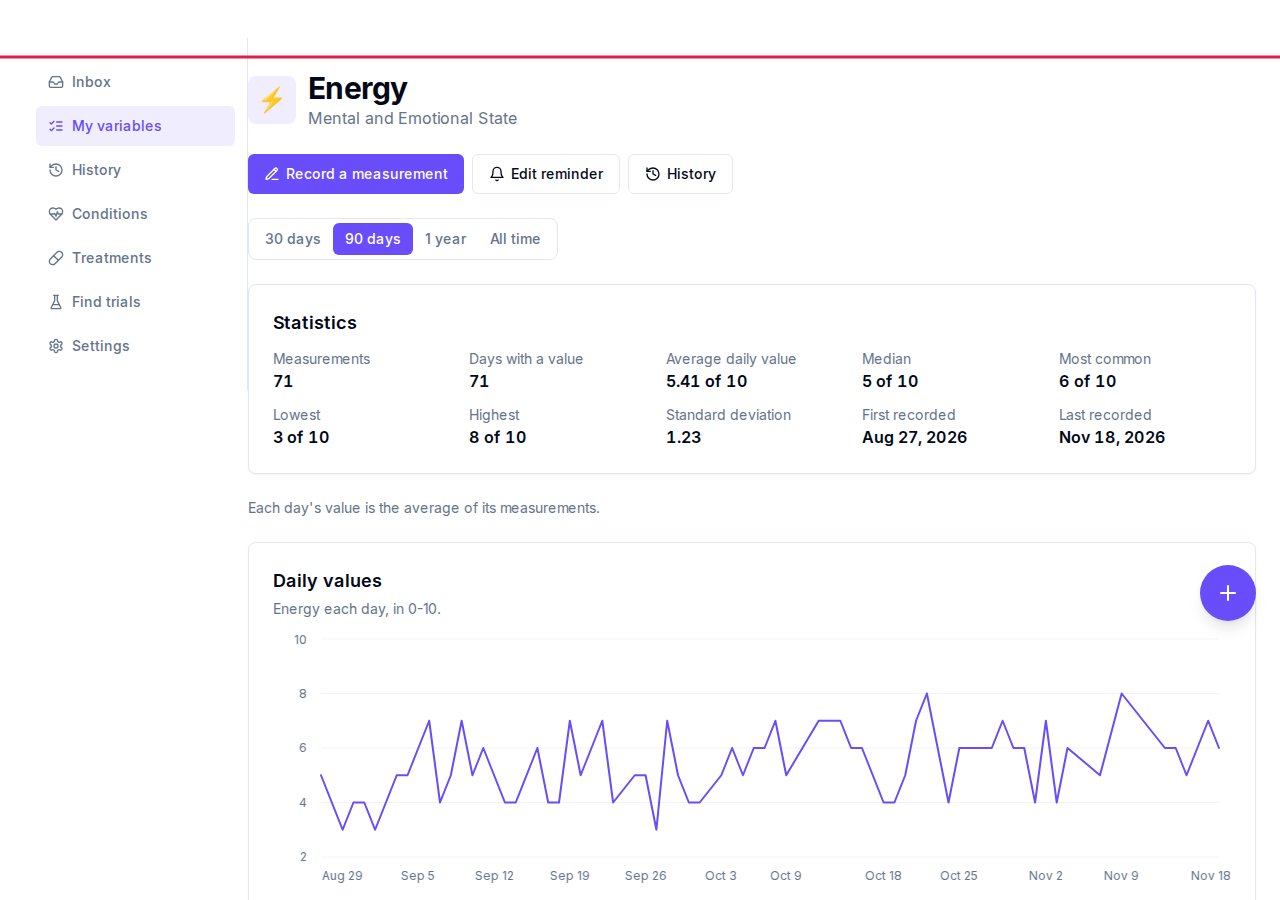 Inbox
My variables
History
Conditions
Treatments
Find trials
Settings
Energy
Mental and Emotional State
Record a measurement
Edit reminder
History
30 days 90 days 1 year All time
Statistics
Measurements Days with a value Average daily value Median Most common
71 71 5.41 of 10 5 of 10 6 of 10
Lowest Highest Standard deviation First recorded Last recorded
3 of 10 8 of 10 1.23 Aug 27, 2026 Nov 18, 2026
Each day's value is the average of its measurements.
Daily values
Energy each day, in 0-10.
10
8
6
4
2
Aug 29 Sep 5 Sep 12 Sep 19 Sep 26 Oct 3 Oct 9 Oct 18 Oct 25 Nov 2 Nov 9 Nov 18